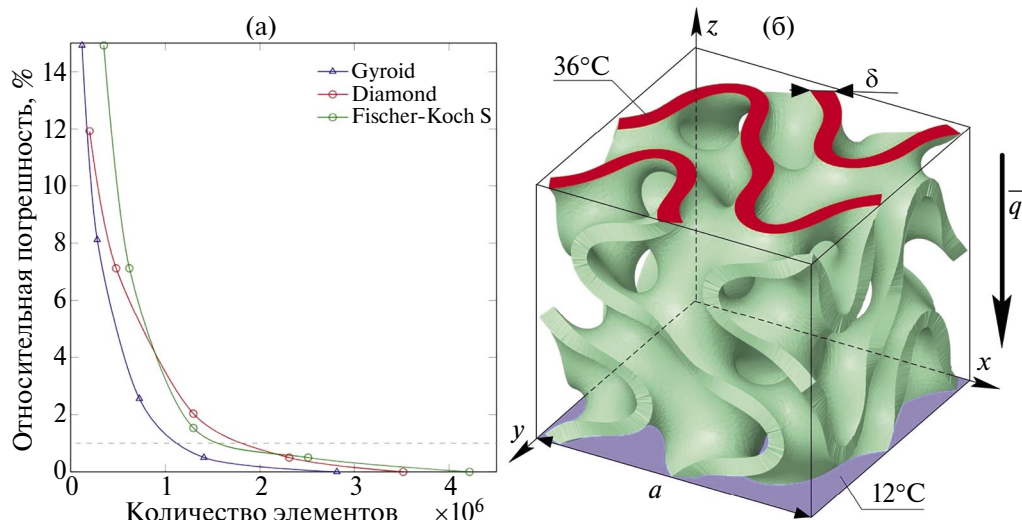 (а)
Относительная погрешность, %
14
12
10
8
6
4
2
0
Gyroid
Diamond
Fischer-Koch S
0
1
2
3
4
Количество элементов
×10⁶
(б)
z
36°C
δ
q
x
y
a
12°C